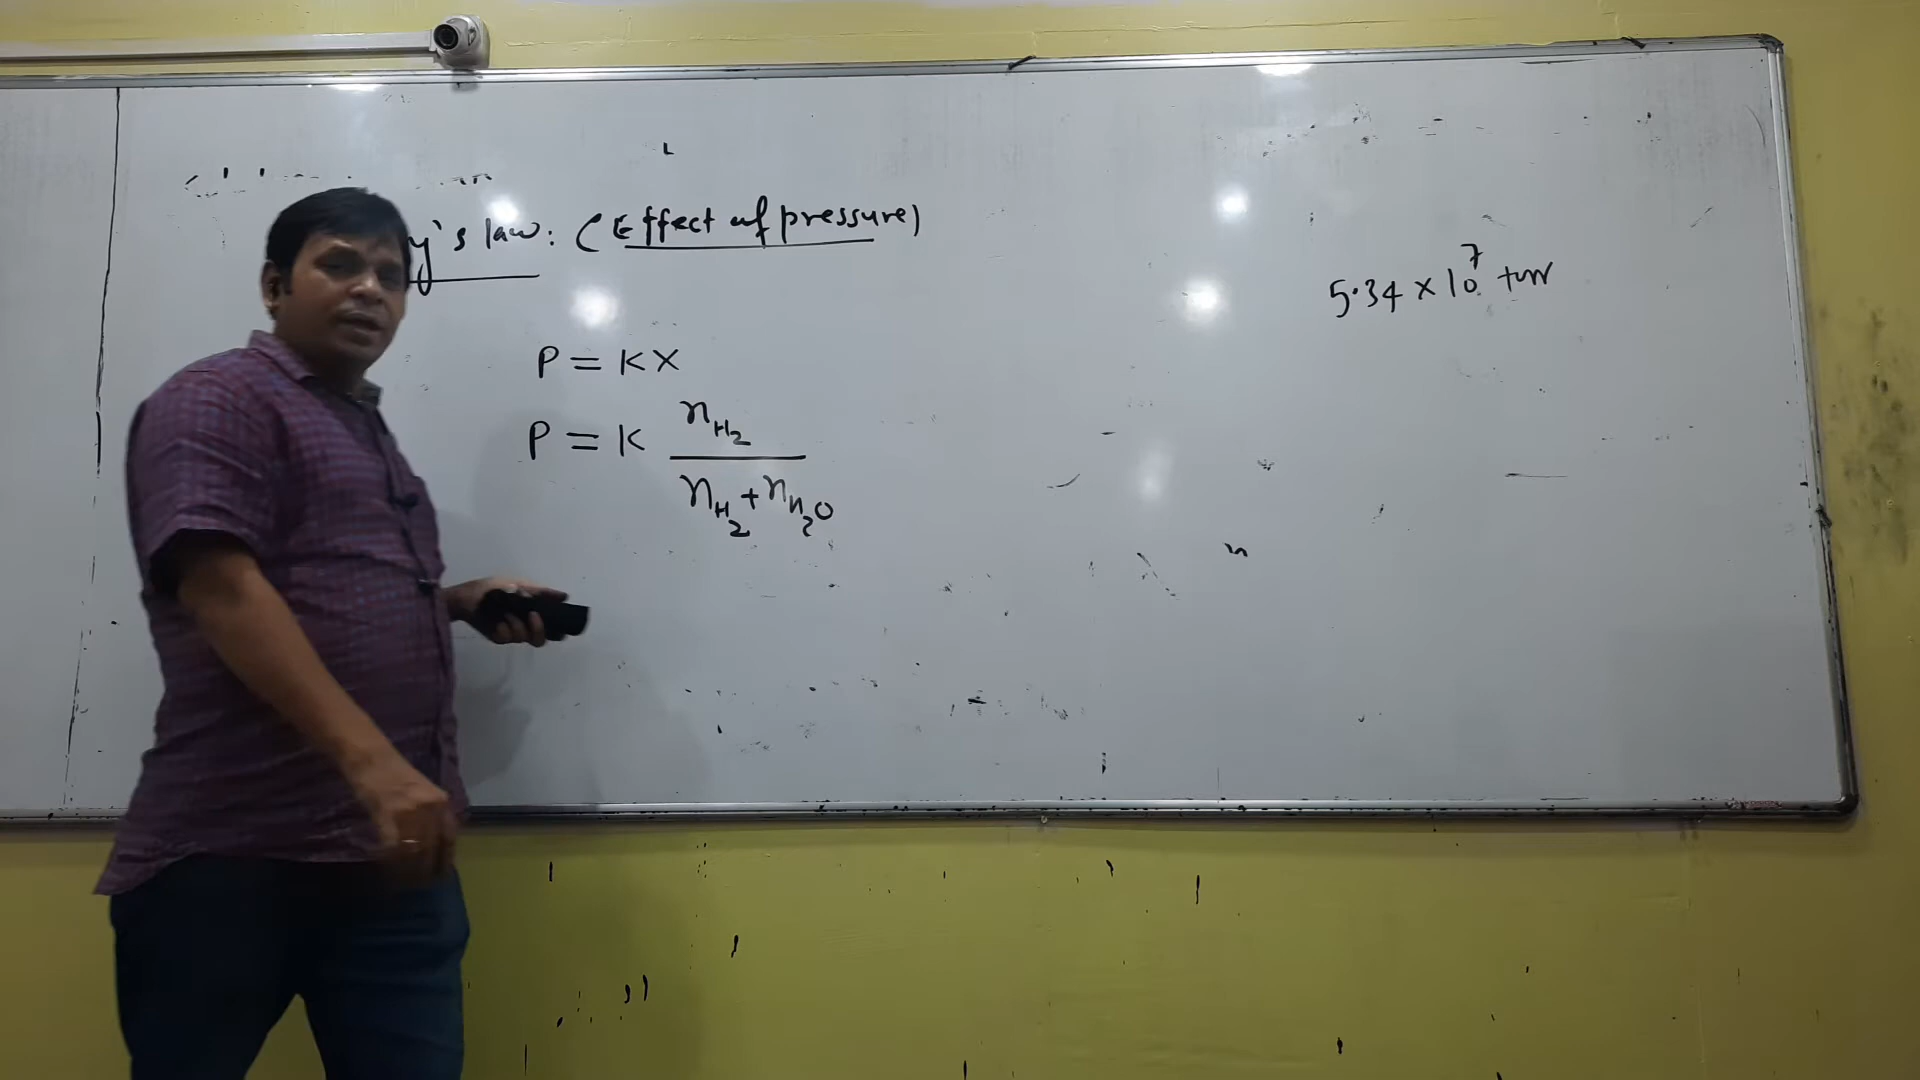 y's law: (Effect of pressure)
5.34 × 10⁷ torr
P = KX
P = K n_H₂ / (n_H₂ + n_H₂O)